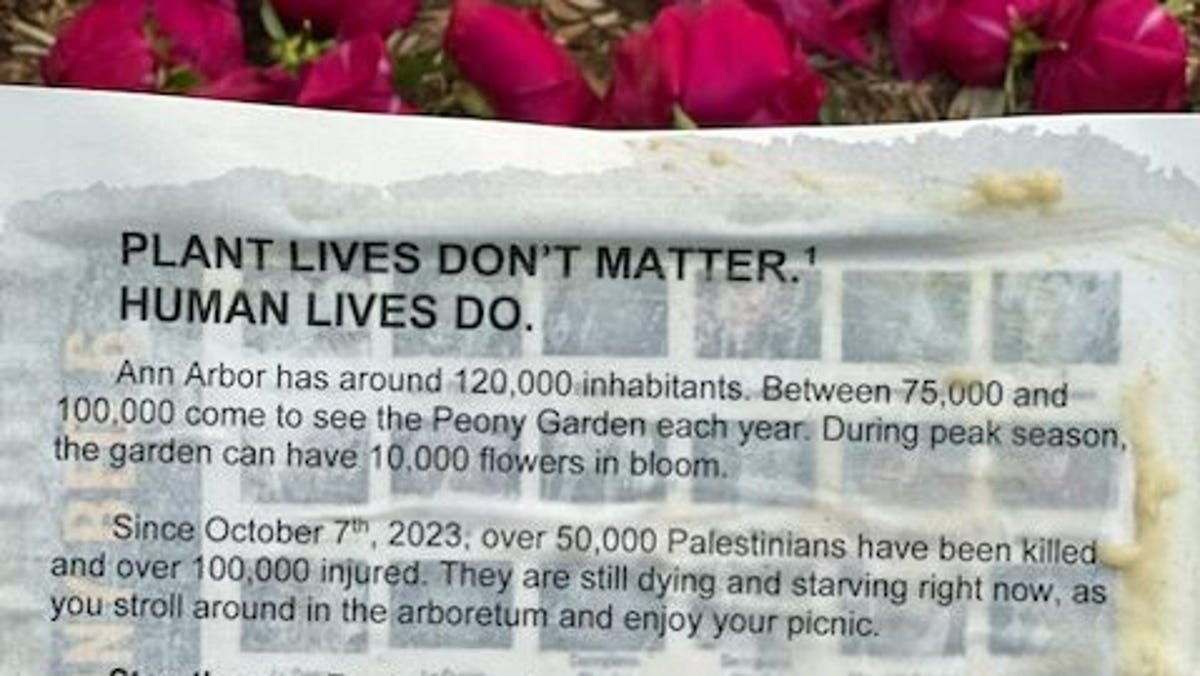 PLANT LIVES DON'T MATTER.¹
HUMAN LIVES DO.
Ann Arbor has around 120,000 inhabitants. Between 75,000 and
100,000 come to see the Peony Garden each year. During peak season,
the garden can have 10,000 flowers in bloom.
Since October 7th, 2023, over 50,000 Palestinians have been killed
and over 100,000 injured. They are still dying and starving right now, as
you stroll around in the arboretum and enjoy your picnic.